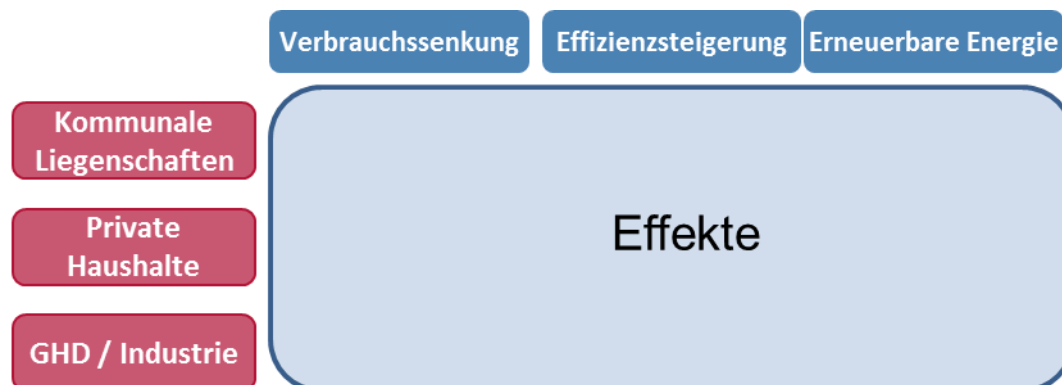 Verbrauchssenkung
Effizienzsteigerung
Erneuerbare Energie
Kommunale
Liegenschaften
Private
Haushalte
GHD / Industrie
Effekte